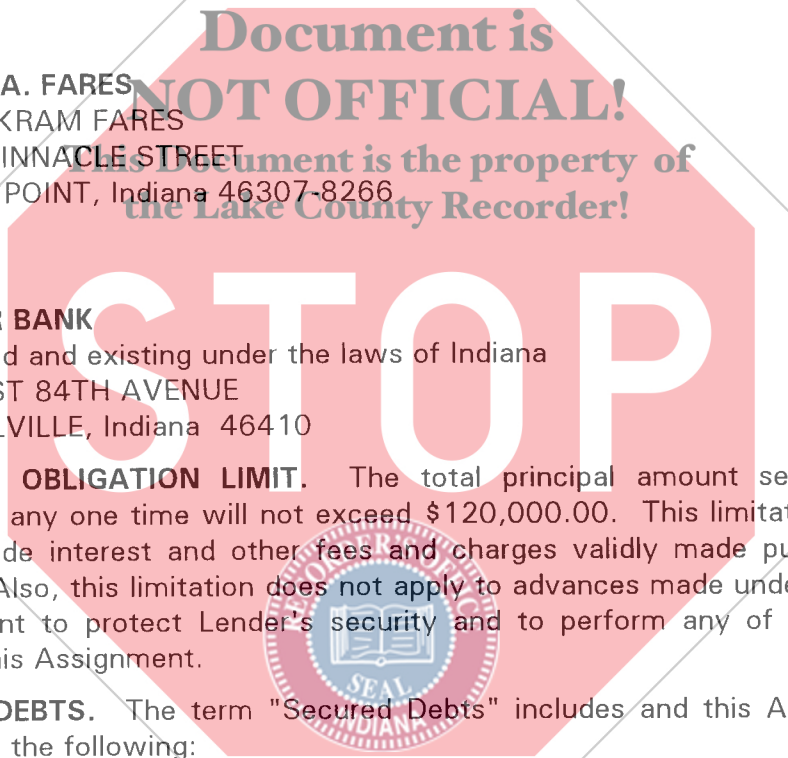 Document is
NOT OFFICIAL!
This Document is the property of
the Lake County Recorder!
A. FARES
KRAM FARES
INNACLE STREET
POINT, Indiana 46307-8266
STOP
BANK
d and existing under the laws of Indiana
ST 84TH AVENUE
LVILLE, Indiana 46410
OBLIGATION LIMIT. The total principal amount se
any one time will not exceed $120,000.00. This limitat
de interest and other fees and charges validly made pu
Also, this limitation does not apply to advances made unde
nt to protect Lender's security and to perform any of
is Assignment.
DEBTS. The term "Secured Debts" includes and this A
the following:
RECORDER'S OFFIC
SEAL
INDIANA